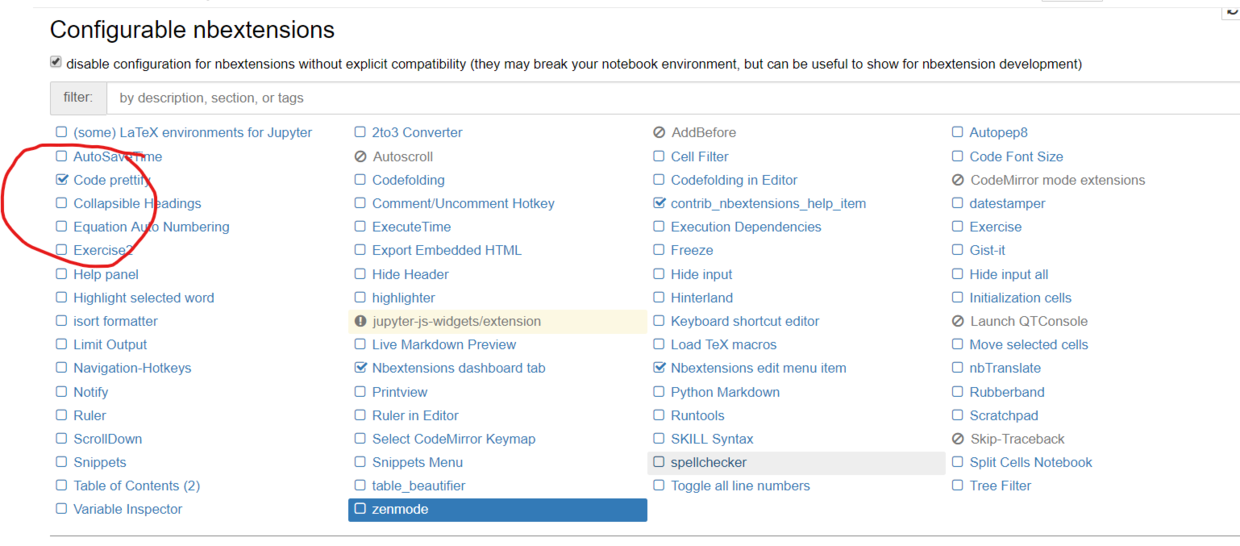 Configurable nbextensions
disable configuration for nbextensions without explicit compatibility (they may break your notebook environment, but can be useful to show for nbextension development)
filter: by description, section, or tags
(some) LaTeX environments for Jupyter 2to3 Converter AddBefore Autopep8
AutoSaveTime Autoscroll Cell Filter Code Font Size
Code prettify Codefolding Codefolding in Editor CodeMirror mode extensions
Collapsible Headings Comment/Uncomment Hotkey contrib_nbextensions_help_item datestamper
Equation Auto Numbering ExecuteTime Execution Dependencies Exercise
Exercise2 Export Embedded HTML Freeze Gist-it
Help panel Hide Header Hide input Hide input all
Highlight selected word highlighter Hinterland Initialization cells
isort formatter jupyter-js-widgets/extension Keyboard shortcut editor Launch QTConsole
Limit Output Live Markdown Preview Load TeX macros Move selected cells
Navigation-Hotkeys Nbextensions dashboard tab Nbextensions edit menu item nbTranslate
Notify Printview Python Markdown Rubberband
Ruler Ruler in Editor Runtools Scratchpad
ScrollDown Select CodeMirror Keymap SKILL Syntax Skip-Traceback
Snippets Snippets Menu spellchecker Split Cells Notebook
Table of Contents (2) table_beautifier Toggle all line numbers Tree Filter
Variable Inspector zenmode